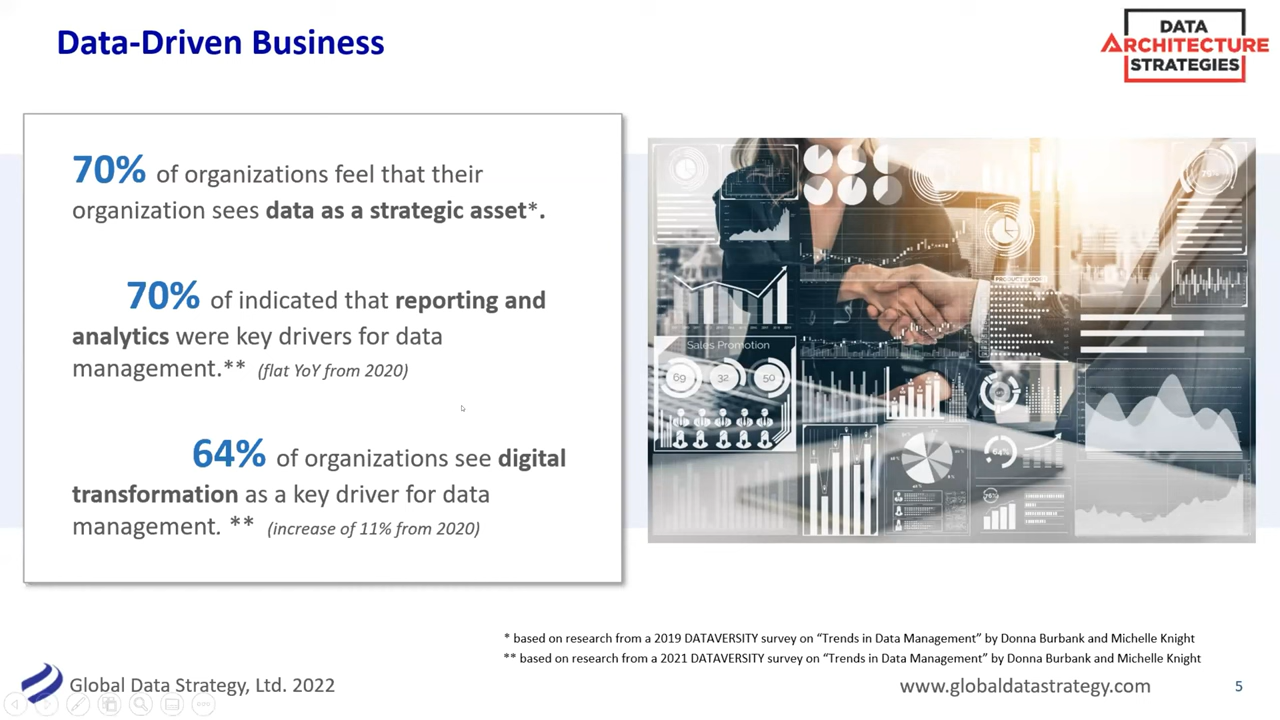 Data-Driven Business
DATA
ARCHITECTURE
STRATEGIES
70% of organizations feel that their
organization sees data as a strategic asset*.
70% of indicated that reporting and
analytics were key drivers for data
management.** (flat YoY from 2020)
64% of organizations see digital
transformation as a key driver for data
management. ** (increase of 11% from 2020)
Sales Promotion
69 32 50
64%
76%
* based on research from a 2019 DATAVERSITY survey on “Trends in Data Management” by Donna Burbank and Michelle Knight
** based on research from a 2021 DATAVERSITY survey on “Trends in Data Management” by Donna Burbank and Michelle Knight
Global Data Strategy, Ltd. 2022
www.globaldatastrategy.com
5